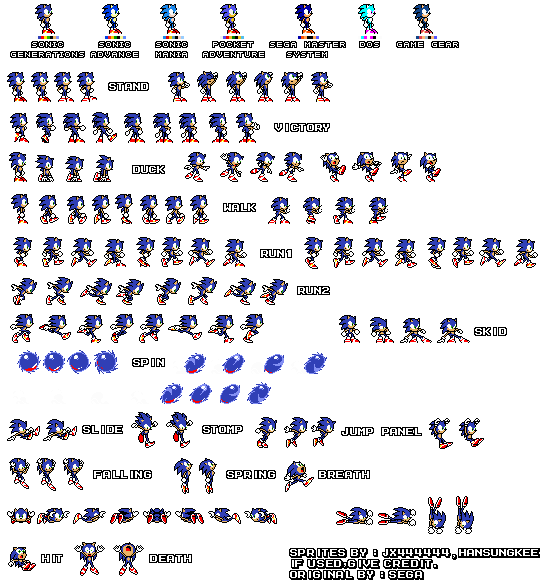 SONIC GENERATIONS
SONIC ADVANCE
SONIC MANIA
POCKET ADVENTURE
SEGA MASTER SYSTEM
DOS
GAME GEAR
STAND
VICTORY
DUCK
WALK
RUN1
RUN2
SKID
SPIN
SLIDE
STOMP
JUMP PANEL
FALLING
SPRING
BREATH
HIT
DEATH
SPRITES BY : JX444444,HANSUNGKEE
IF USED,GIVE CREDIT.
ORIGINAL BY : SEGA